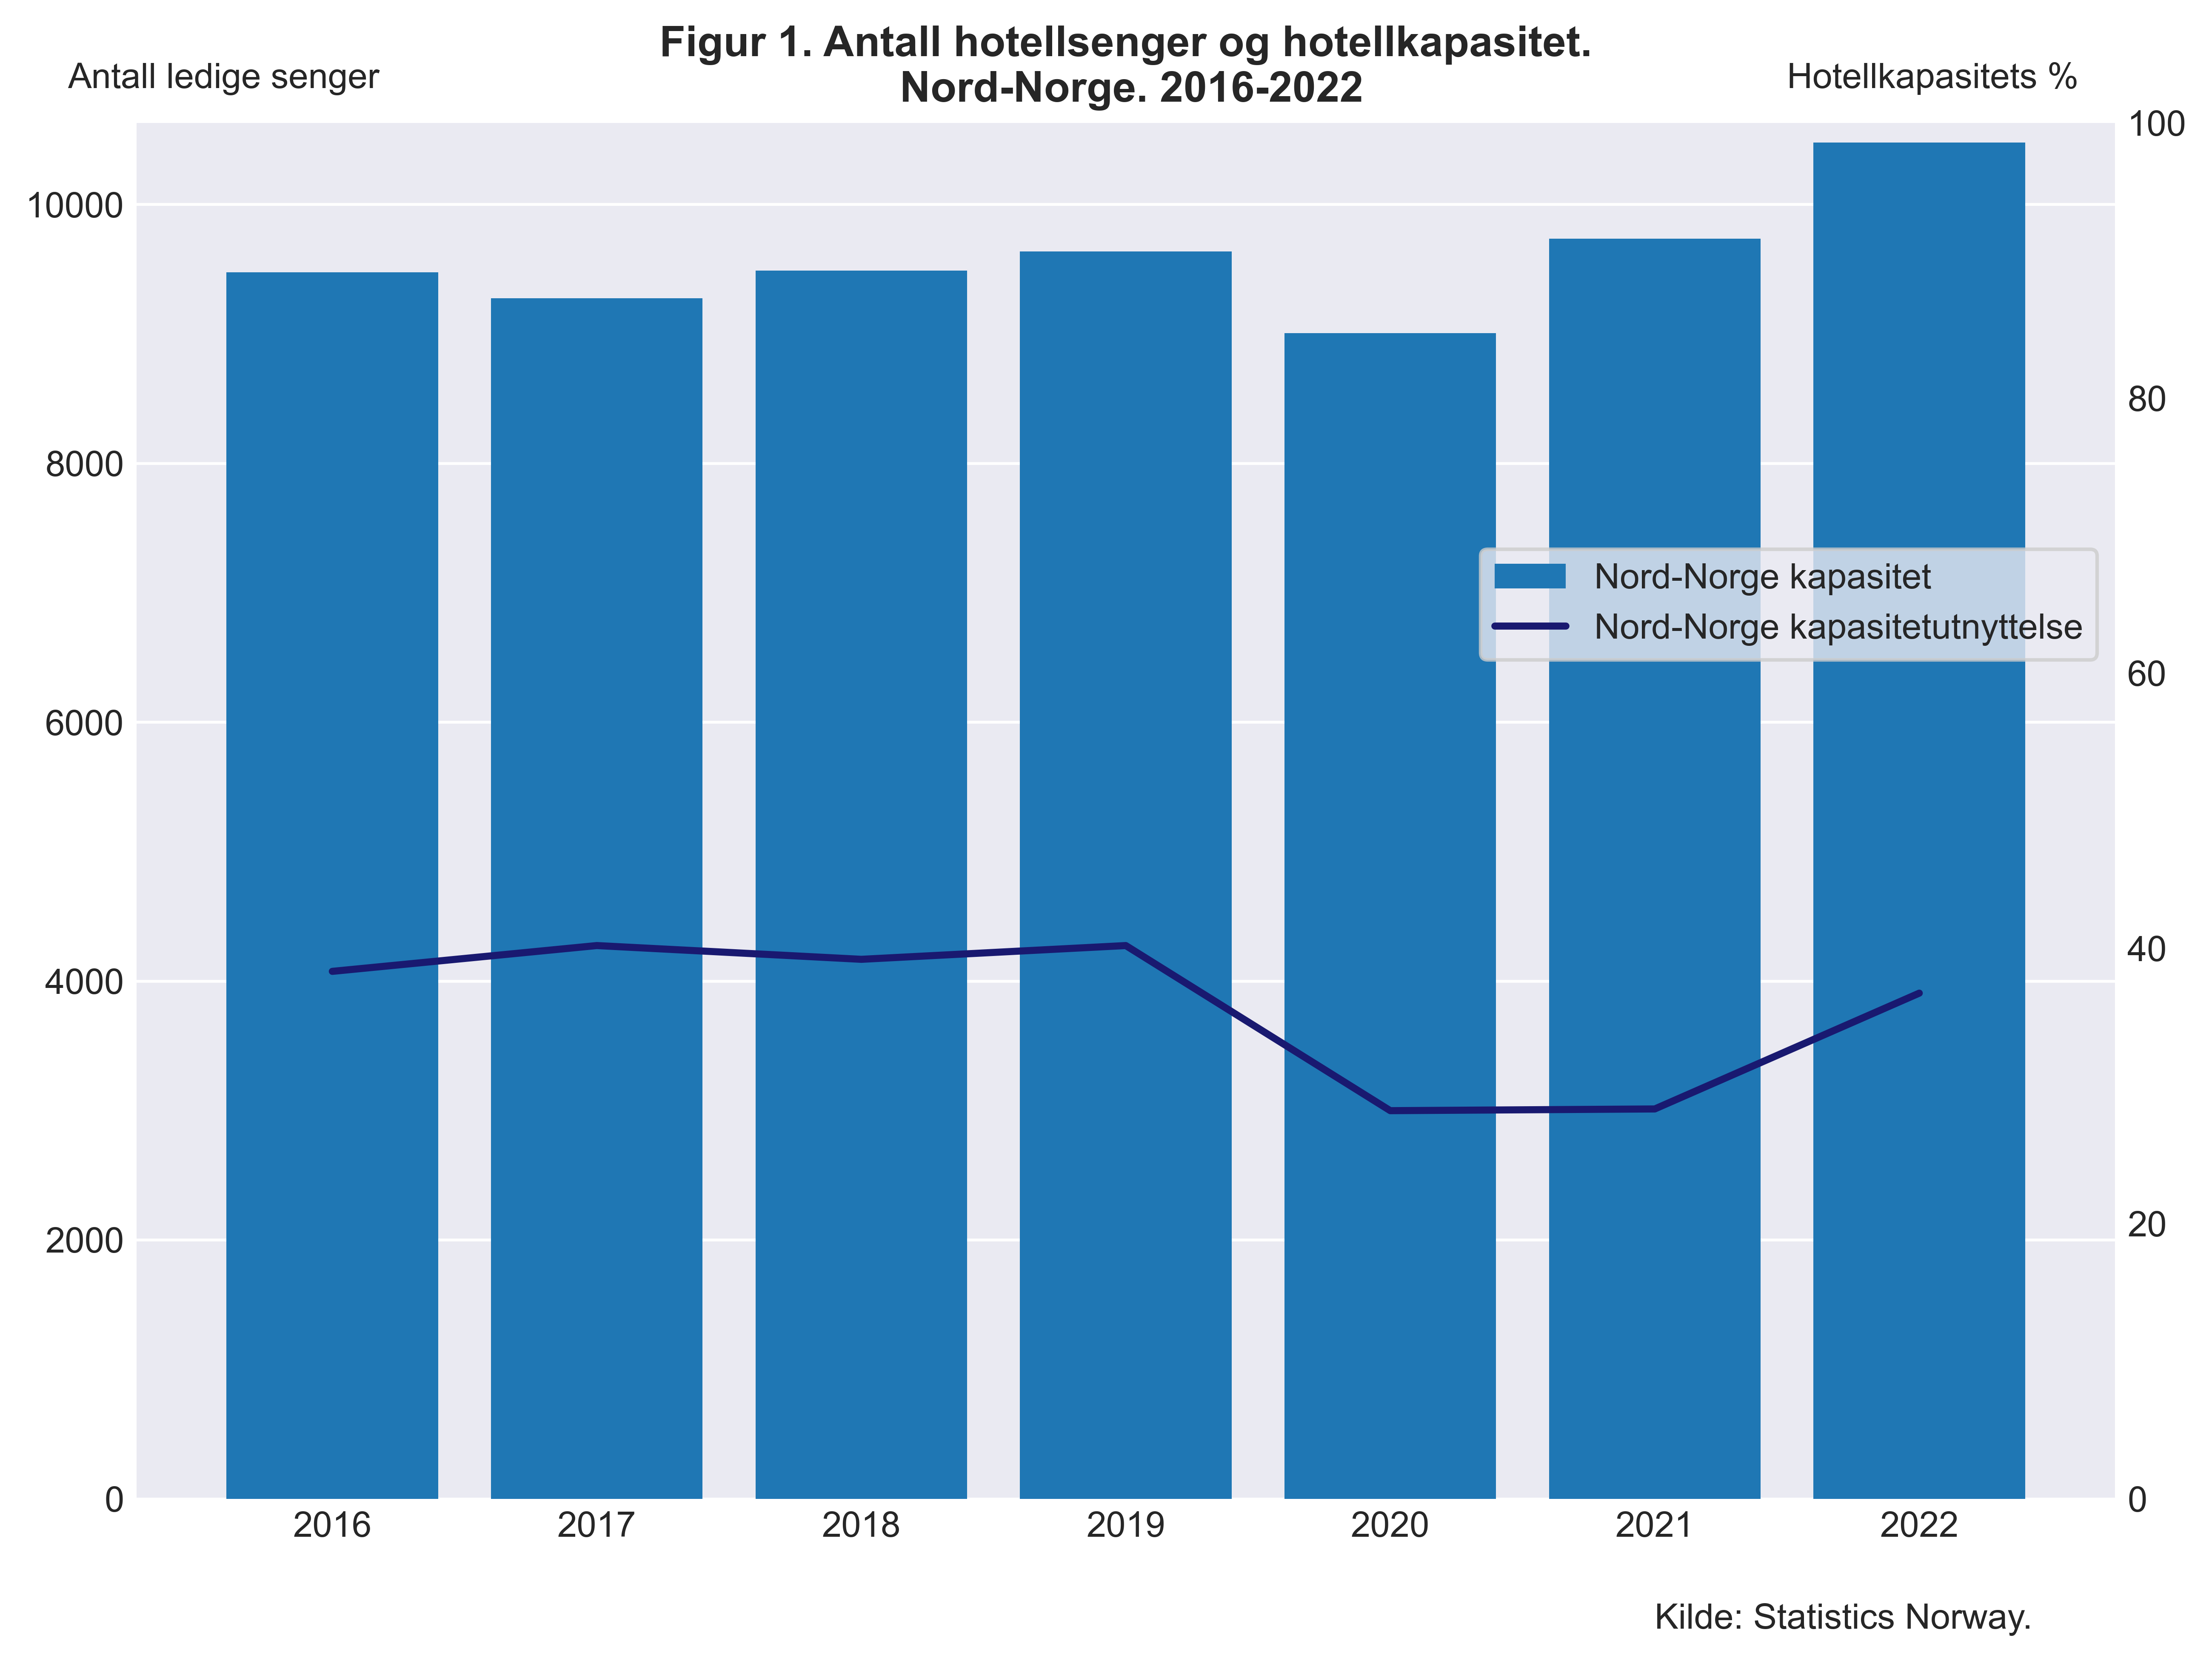 Figur 1. Antall hotellsenger og hotellkapasitet.
Nord-Norge. 2016-2022
Antall ledige senger
Hotellkapasitets %
10000
8000
6000
4000
2000
0
100
80
60
40
20
0
Nord-Norge kapasitet
Nord-Norge kapasitetutnyttelse
2016 2017 2018 2019 2020 2021 2022
Kilde: Statistics Norway.